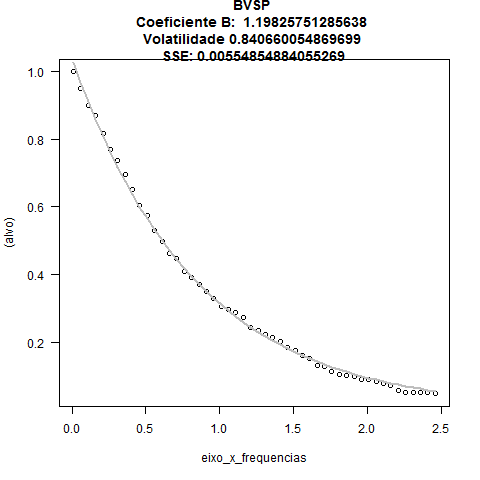 BVSP
Coeficiente B: 1.19825751285638
Volatilidade 0.840660054869699
SSE: 0.00554854884055269
(alvo)
1.0
0.8
0.6
0.4
0.2
0.0 0.5 1.0 1.5 2.0 2.5
eixo_x_frequencias